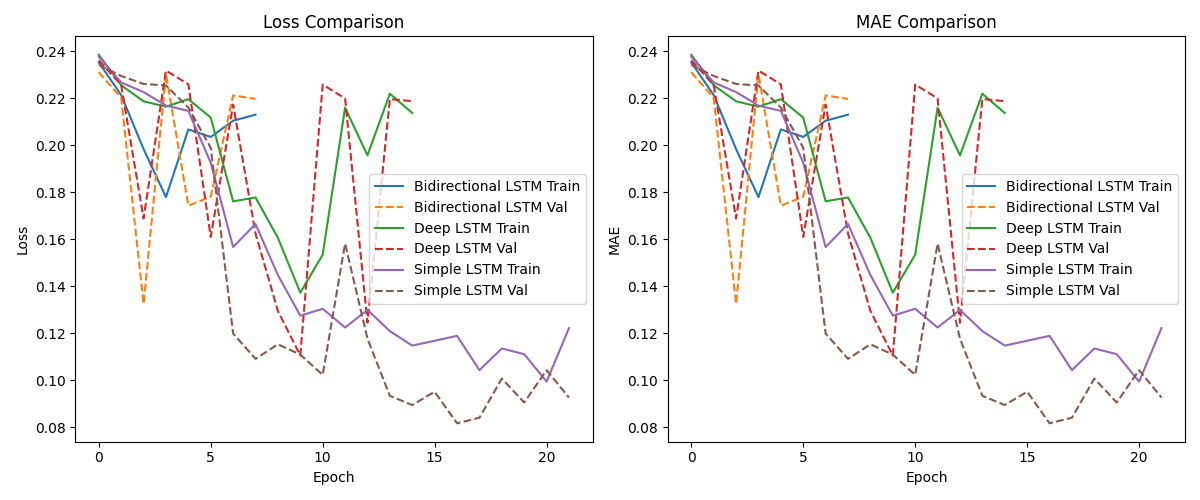 Loss Comparison
0.24
0.22
0.20
0.18
0.16
0.14
0.12
0.10
0.08
Loss
0
5
10
15
20
Epoch
Bidirectional LSTM Train
Bidirectional LSTM Val
Deep LSTM Train
Deep LSTM Val
Simple LSTM Train
Simple LSTM Val
MAE Comparison
0.24
0.22
0.20
0.18
0.16
0.14
0.12
0.10
0.08
MAE
0
5
10
15
20
Epoch
Bidirectional LSTM Train
Bidirectional LSTM Val
Deep LSTM Train
Deep LSTM Val
Simple LSTM Train
Simple LSTM Val